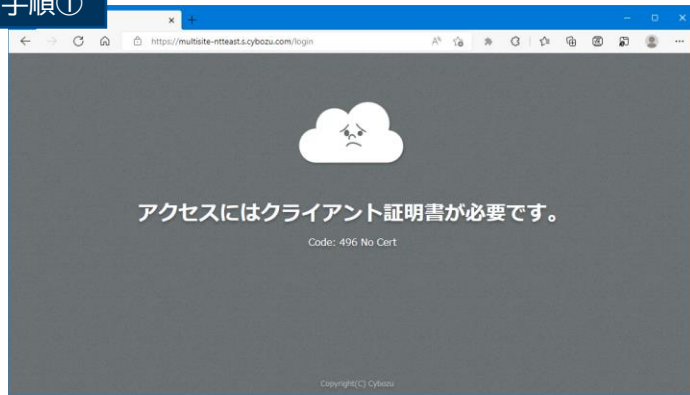 手順①
https://multisite-ntteast.s.cybozu.com/login
アクセスにはクライアント証明書が必要です。
Code: 496 No Cert
Copyright(C) Cybozu